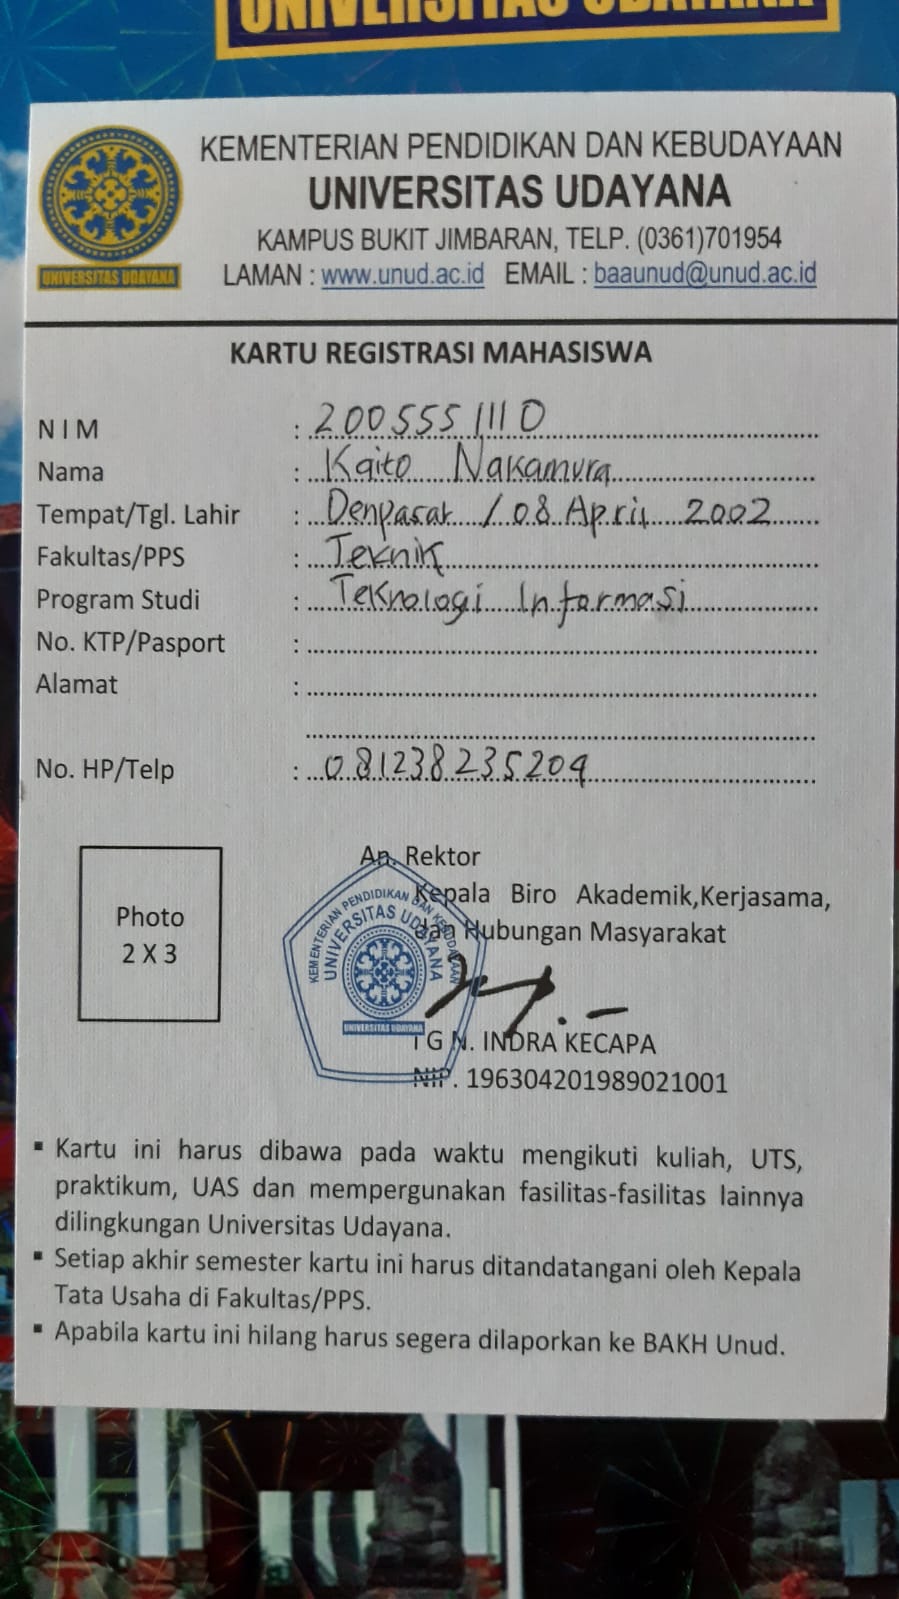 UNIVERSITAS UDAYANA
KEMENTERIAN PENDIDIKAN DAN KEBUDAYAAN
UNIVERSITAS UDAYANA
KAMPUS BUKIT JIMBARAN, TELP. (0361)701954
LAMAN : www.unud.ac.id EMAIL : baaunud@unud.ac.id
UNIVERSITAS UDAYANA
KARTU REGISTRASI MAHASISWA
N I M : 2005551110
Nama : Kaito Nakamura
Tempat/Tgl. Lahir : Denpasar / 08 April 2002
Fakultas/PPS : Teknik
Program Studi : Teknologi Informasi
No. KTP/Pasport :
Alamat :
No. HP/Telp : 081238235209
An. Rektor
Kepala Biro Akademik,Kerjasama,
dan Hubungan Masyarakat
Photo
2 X 3
KEMENTERIAN PENDIDIKAN DAN KEBUDAYAAN
UNIVERSITAS UDAYANA
UNIVERSITAS UDAYANA
I G N. INDRA KECAPA
NIP. 196304201989021001
▪ Kartu ini harus dibawa pada waktu mengikuti kuliah, UTS,
praktikum, UAS dan mempergunakan fasilitas-fasilitas lainnya
dilingkungan Universitas Udayana.
▪ Setiap akhir semester kartu ini harus ditandatangani oleh Kepala
Tata Usaha di Fakultas/PPS.
▪ Apabila kartu ini hilang harus segera dilaporkan ke BAKH Unud.